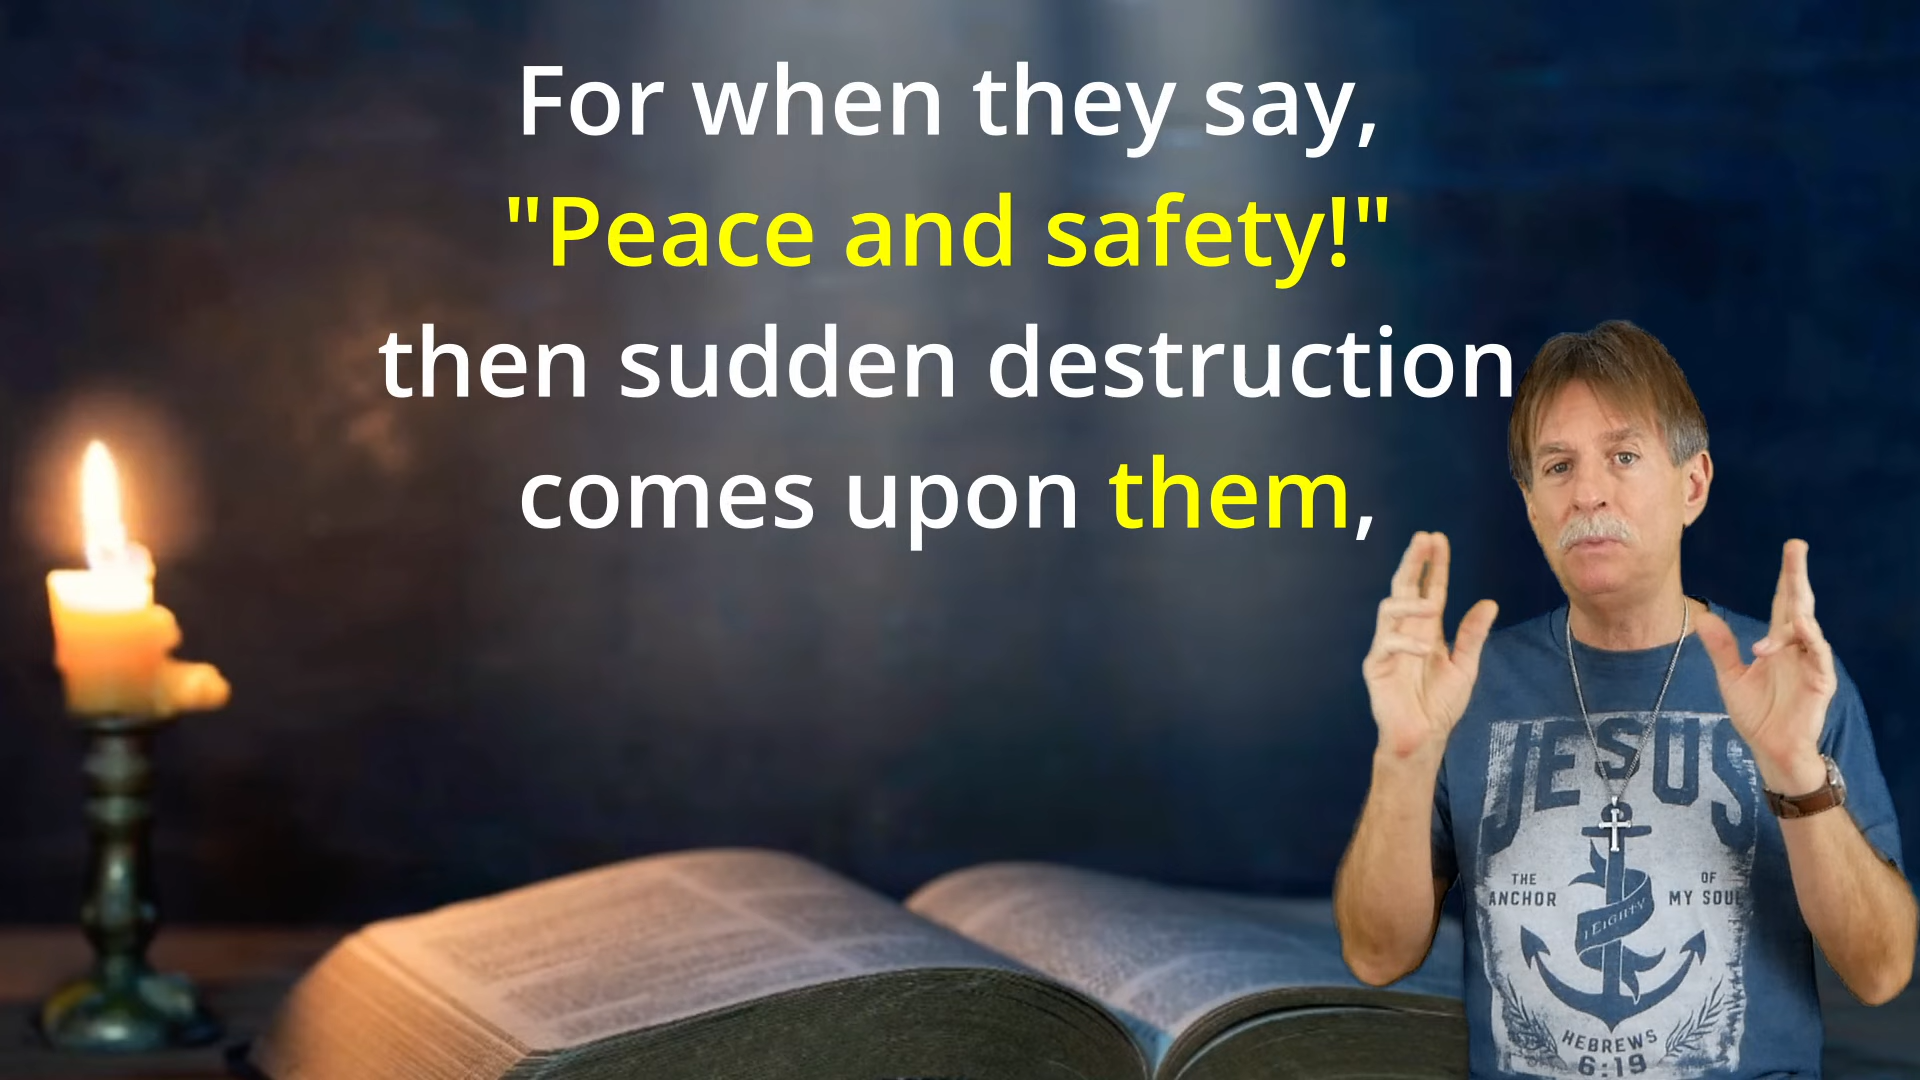 For when they say,
"Peace and safety!"
then sudden destruction
comes upon them,
JESUS
THE ANCHOR
OF MY SOUL
HEBREWS
6:19